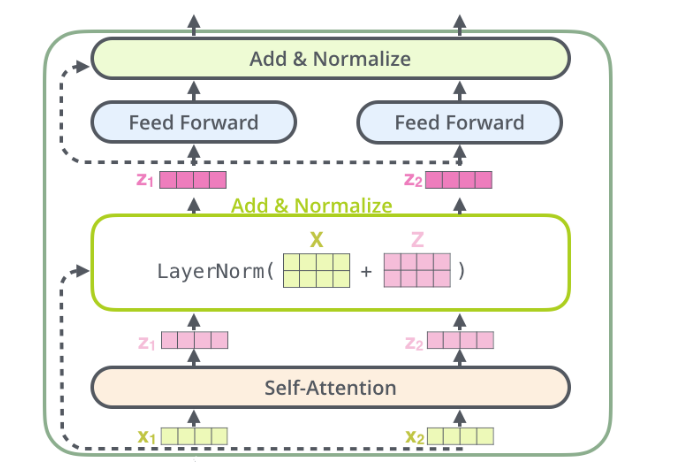 Add & Normalize
Feed Forward Feed Forward
z1 z2
Add & Normalize
X Z
LayerNorm( + )
z1 z2
Self-Attention
x1 x2